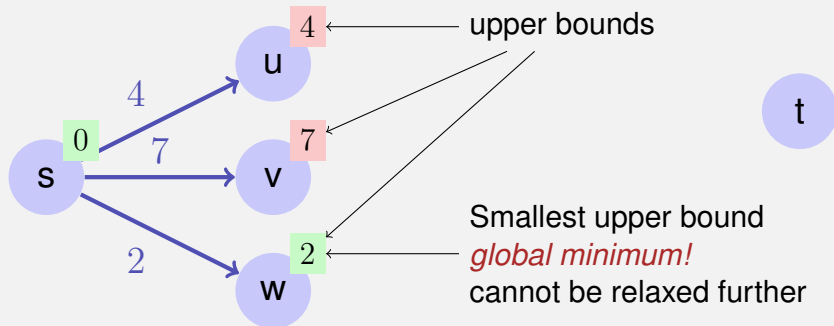 4 upper bounds
u
4
0
t
7
7
s
v
Smallest upper bound
2
global minimum!
2
w
cannot be relaxed further